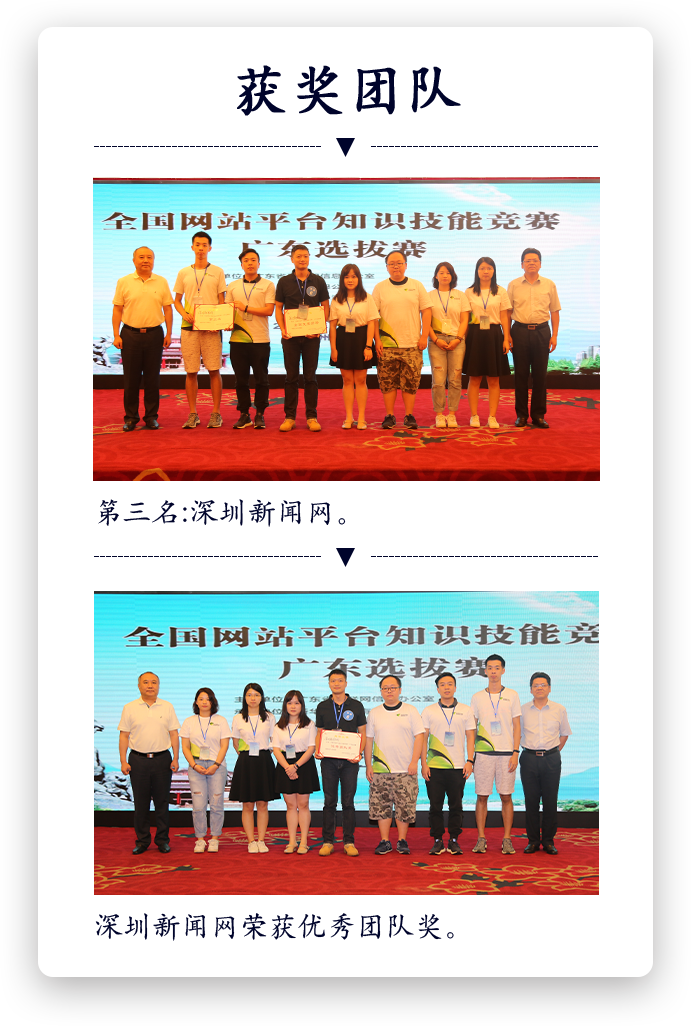 获奖团队
全国网站平台知识技能竞赛
广东选拔赛
第三名:深圳新闻网。
全国网站平台知识技能竞
广东选拔赛
深圳新闻网荣获优秀团队奖。